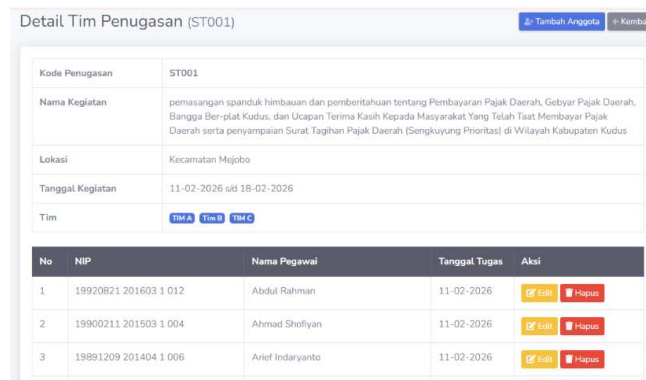 Detail Tim Penugasan (ST001)
Tambah Anggota
Kemba
Kode Penugasan ST001
Nama Kegiatan pemasangan spanduk himbauan dan pemberitahuan tentang Pembayaran Pajak Daerah, Gebyar Pajak Daerah,
Bangga Ber-plat Kudus, dan Ucapan Terima Kasih Kepada Masyarakat Yang Telah Taat Membayar Pajak
Daerah serta penyampaian Surat Tagihan Pajak Daerah (Sengkuyung Prioritas) di Wilayah Kabupaten Kudus
Lokasi Kecamatan Mejobo
Tanggal Kegiatan 11-02-2026 s/d 18-02-2026
Tim TIM A Tim B TIM C
No NIP Nama Pegawai Tanggal Tugas Aksi
1 19920821 201603 1 012 Abdul Rahman 11-02-2026 Edit Hapus
2 19900211 201503 1 004 Ahmad Shofiyan 11-02-2026 Edit Hapus
3 19891209 201404 1 006 Arief Indaryanto 11-02-2026 Edit Hapus